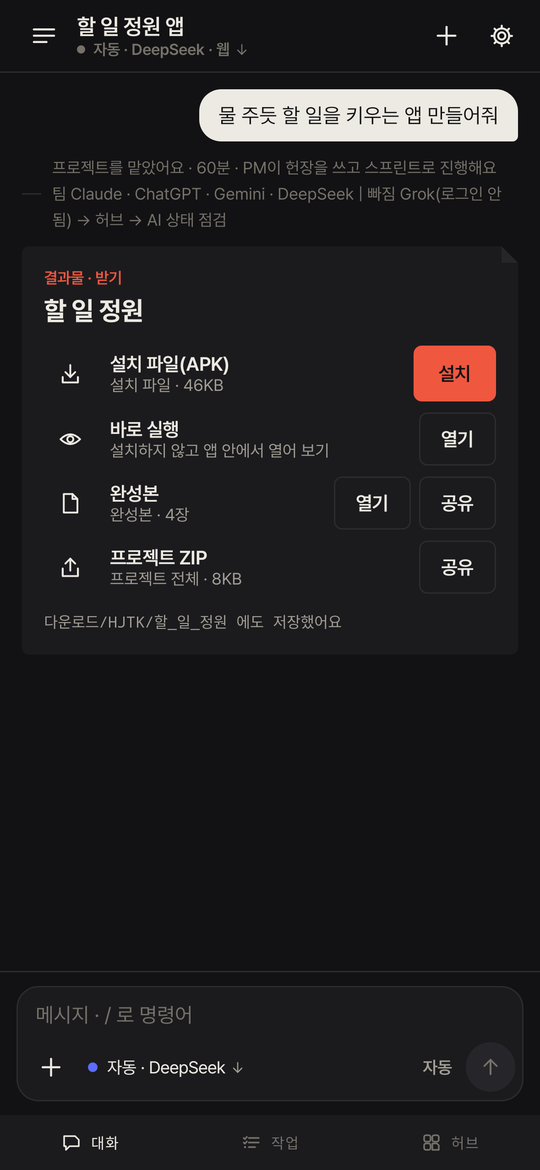 할 일 정원 앱
자동 · DeepSeek · 웹 ↓
물 주듯 할 일을 키우는 앱 만들어줘
프로젝트를 맡았어요 · 60분 · PM이 헌장을 쓰고 스프린트로 진행해요
팀 Claude · ChatGPT · Gemini · DeepSeek | 빠짐 Grok(로그인 안
됨) → 허브 → AI 상태 점검
결과물 · 받기
할 일 정원
설치 파일(APK)
설치 파일 · 46KB
설치
바로 실행
설치하지 않고 앱 안에서 열어 보기
열기
완성본
완성본 · 4장
열기
공유
프로젝트 ZIP
프로젝트 전체 · 8KB
공유
다운로드/HJTK/할_일_정원 에도 저장했어요
메시지 · / 로 명령어
자동 · DeepSeek ↓
자동
대화
작업
허브